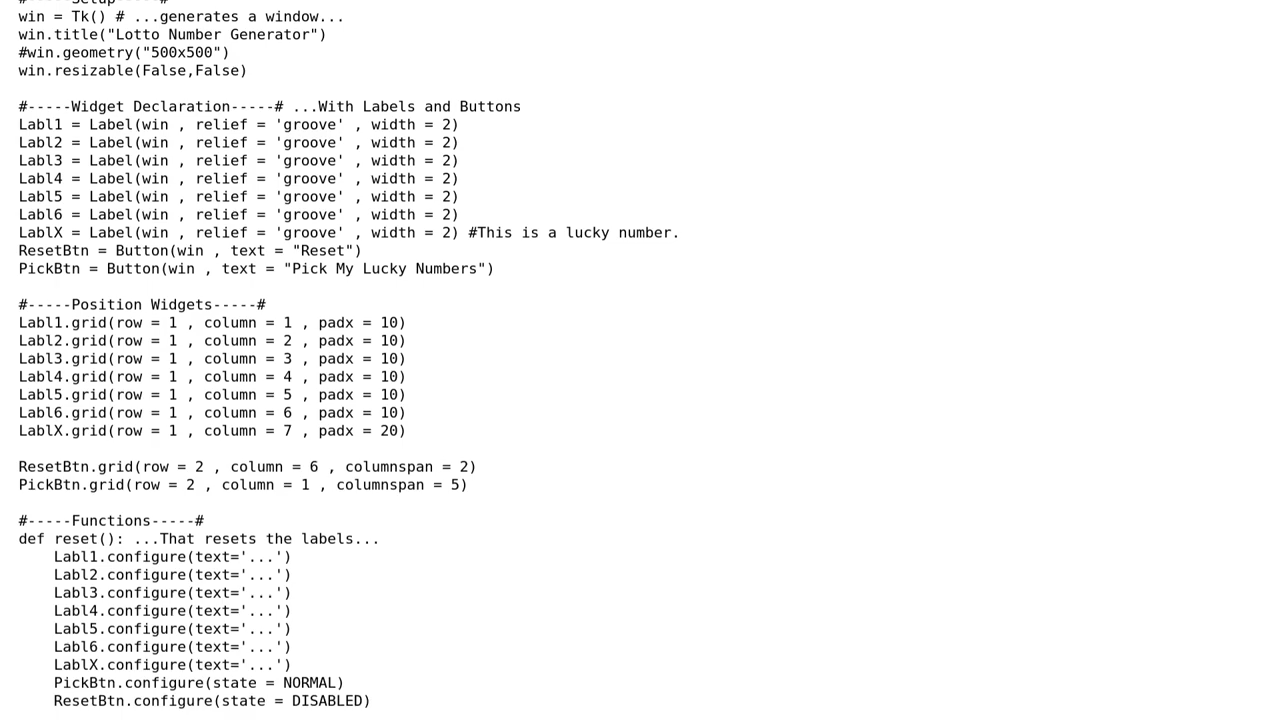 #-----Setup-----#
win = Tk() # ...generates a window...
win.title("Lotto Number Generator")
#win.geometry("500x500")
win.resizable(False,False)

#-----Widget Declaration-----# ...With Labels and Buttons
Labl1 = Label(win , relief = 'groove' , width = 2)
Labl2 = Label(win , relief = 'groove' , width = 2)
Labl3 = Label(win , relief = 'groove' , width = 2)
Labl4 = Label(win , relief = 'groove' , width = 2)
Labl5 = Label(win , relief = 'groove' , width = 2)
Labl6 = Label(win , relief = 'groove' , width = 2)
LablX = Label(win , relief = 'groove' , width = 2) #This is a lucky number.
ResetBtn = Button(win , text = "Reset")
PickBtn = Button(win , text = "Pick My Lucky Numbers")

#-----Position Widgets-----#
Labl1.grid(row = 1 , column = 1 , padx = 10)
Labl2.grid(row = 1 , column = 2 , padx = 10)
Labl3.grid(row = 1 , column = 3 , padx = 10)
Labl4.grid(row = 1 , column = 4 , padx = 10)
Labl5.grid(row = 1 , column = 5 , padx = 10)
Labl6.grid(row = 1 , column = 6 , padx = 10)
LablX.grid(row = 1 , column = 7 , padx = 20)

ResetBtn.grid(row = 2 , column = 6 , columnspan = 2)
PickBtn.grid(row = 2 , column = 1 , columnspan = 5)

#-----Functions-----#
def reset(): ...That resets the labels...
    Labl1.configure(text='...')
    Labl2.configure(text='...')
    Labl3.configure(text='...')
    Labl4.configure(text='...')
    Labl5.configure(text='...')
    Labl6.configure(text='...')
    LablX.configure(text='...')
    PickBtn.configure(state = NORMAL)
    ResetBtn.configure(state = DISABLED)